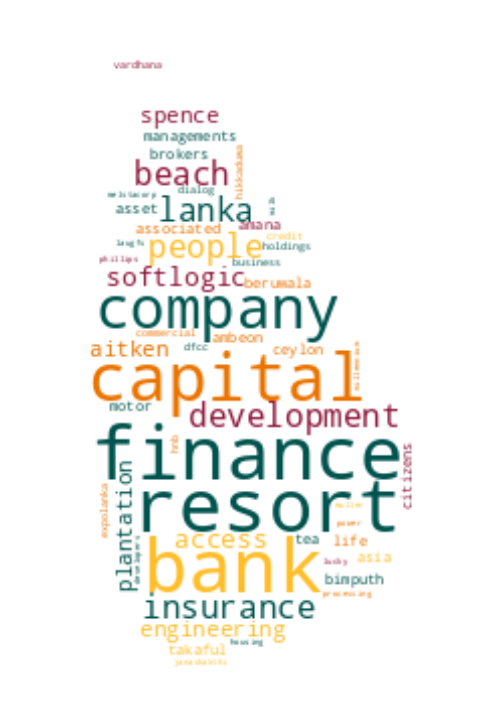 vardhana
spence
managements
brokers
hikkaduwa
beach
dialog
asset
lanka
associated
amana
people
credit
laugfs
holdings
phillips
business
softlogic
beruwala
company
commercial
ambeon
aitken
dfcc
ceylon
capital
motor
development
hnb
finance
citizens
plantation
expolanka
resort
power
access
tea
life
developers
bank
lucky
asia
bimputh
processing
insurance
engineering
housing
takaful